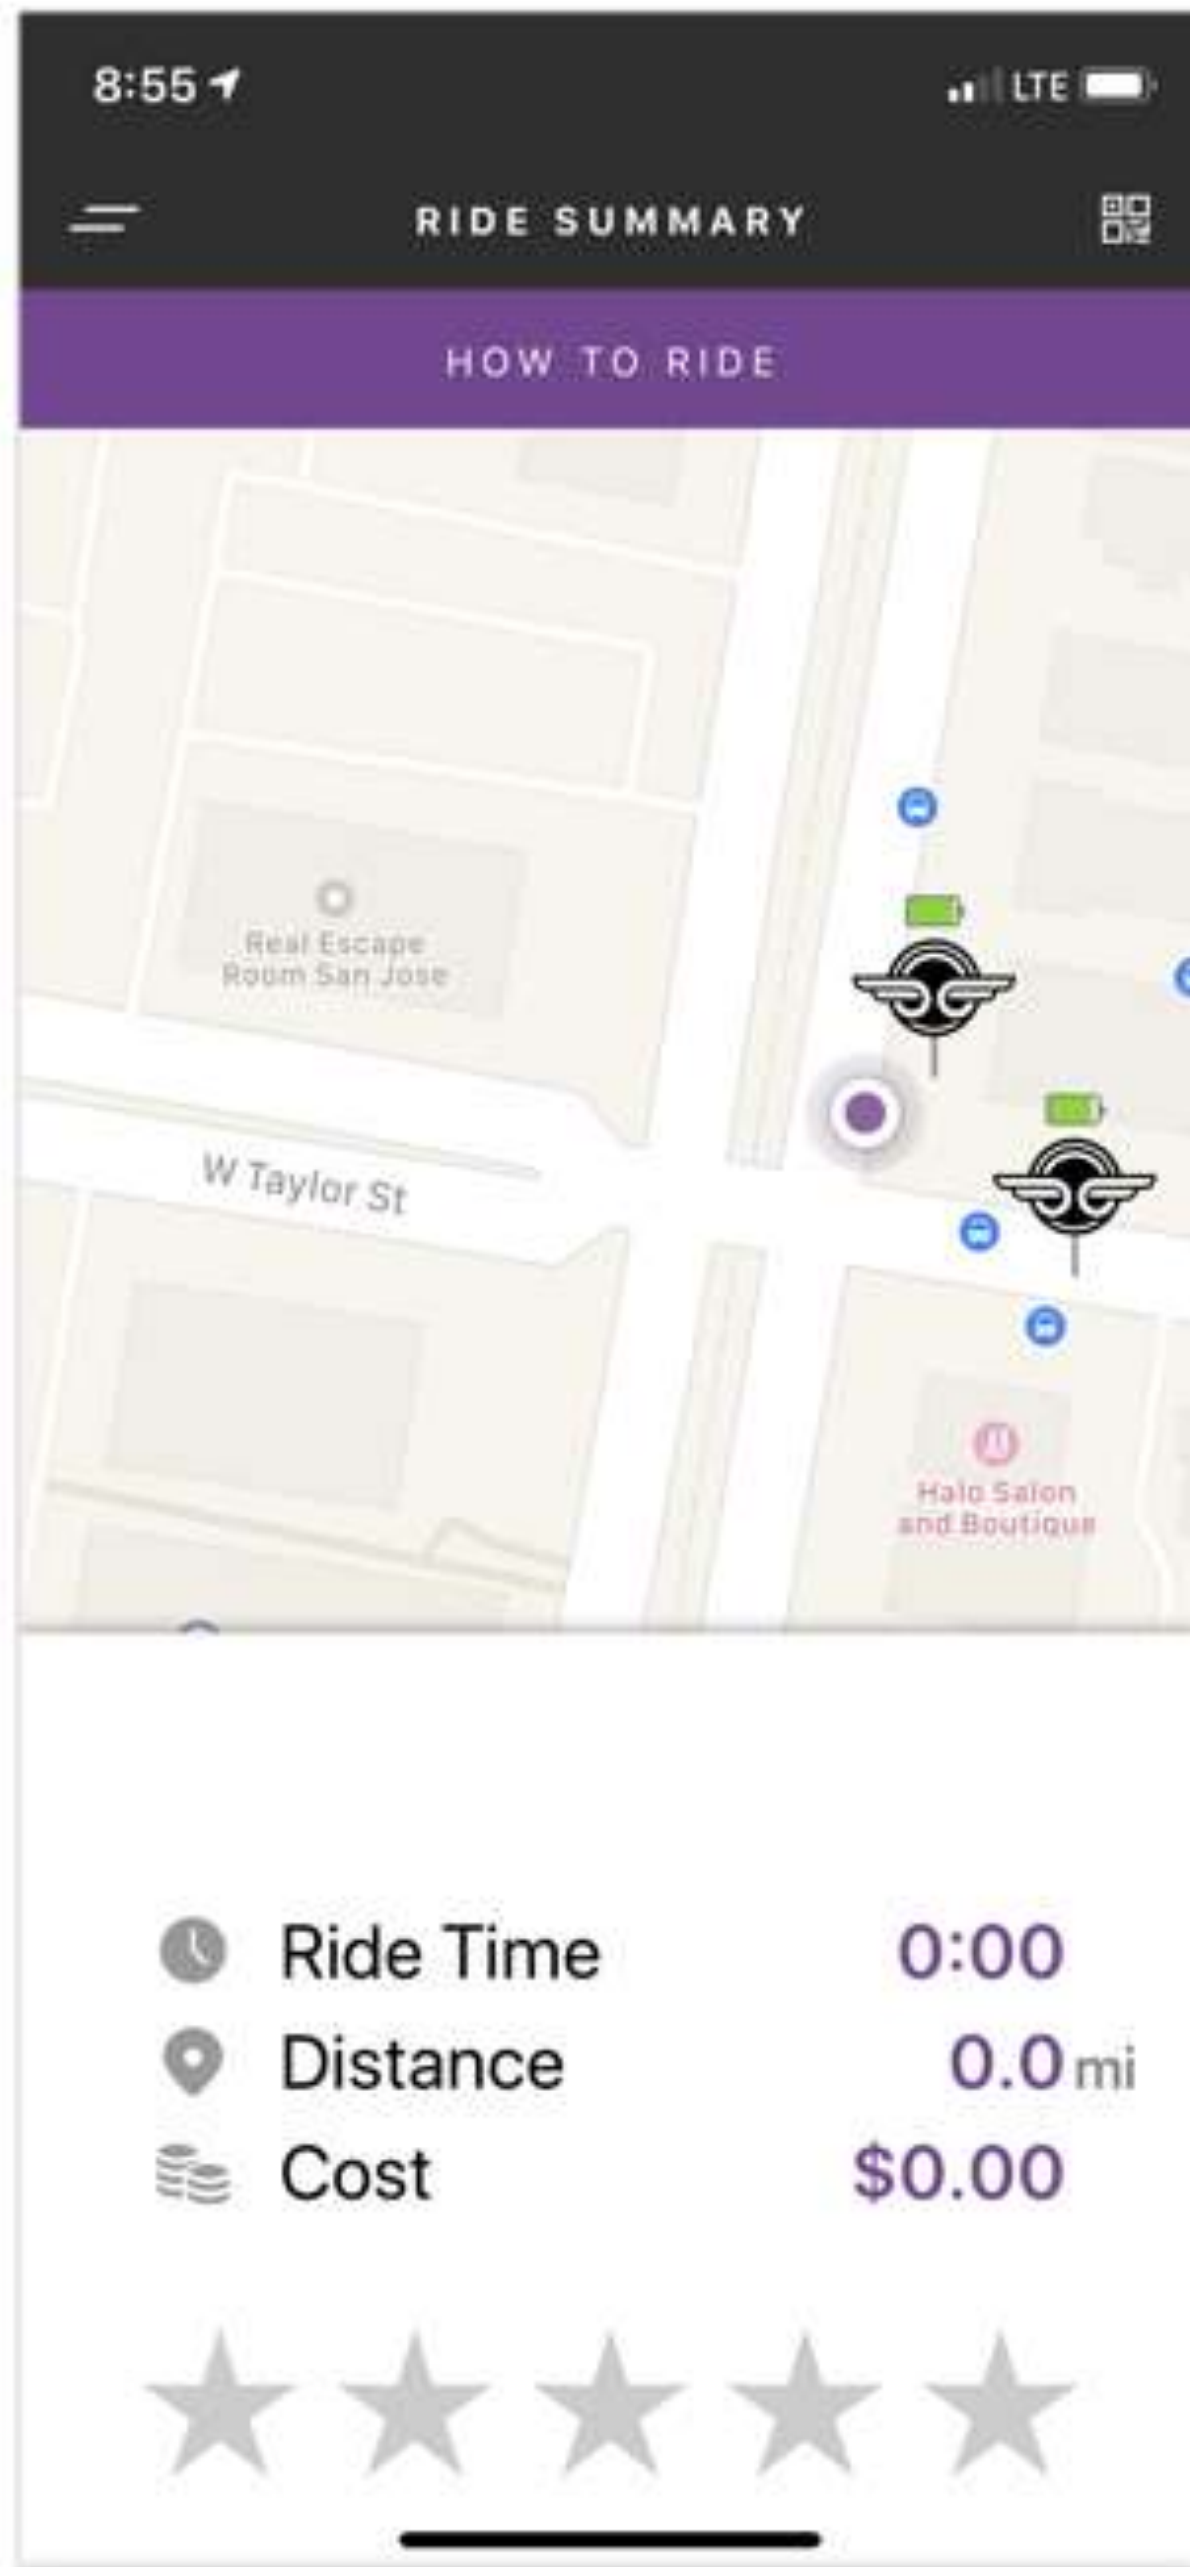 8:55
LTE
RIDE SUMMARY
HOW TO RIDE
Real Escape
Room San Jose
W Taylor St
Halo Salon
and Boutique
Ride Time 0:00
Distance 0.0 mi
Cost $0.00